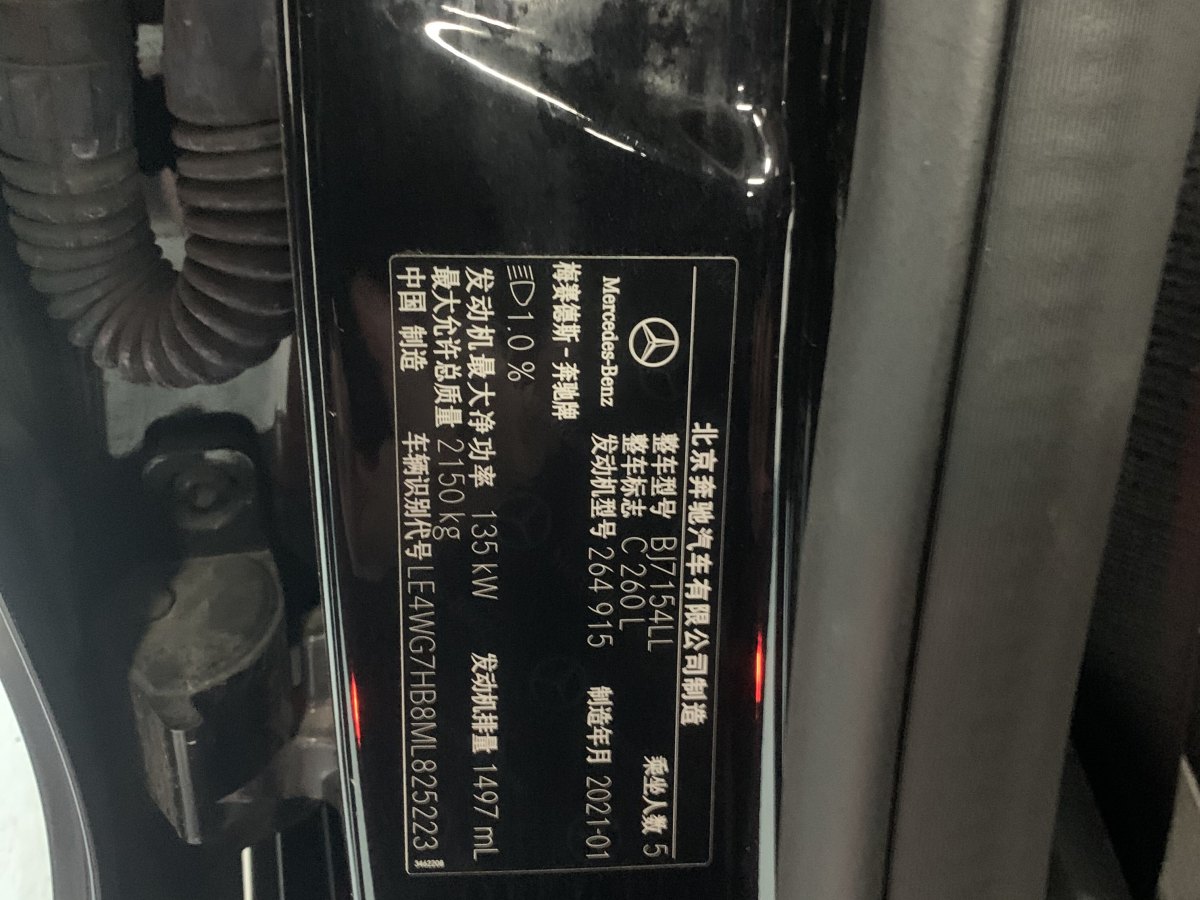 北京奔驰汽车有限公司制造
整车型号 BJ7154LL 乘坐人数 5
整车标志 C 260 L
Mercedes-Benz 发动机型号 264 915 制造年月 2021-01
梅赛德斯-奔驰牌
1.0%
发动机最大净功率 135 kW 发动机排量 1497 mL
最大允许总质量 2150 kg
中国 制造 车辆识别代号 LE4WG7HB8ML825223
3462208